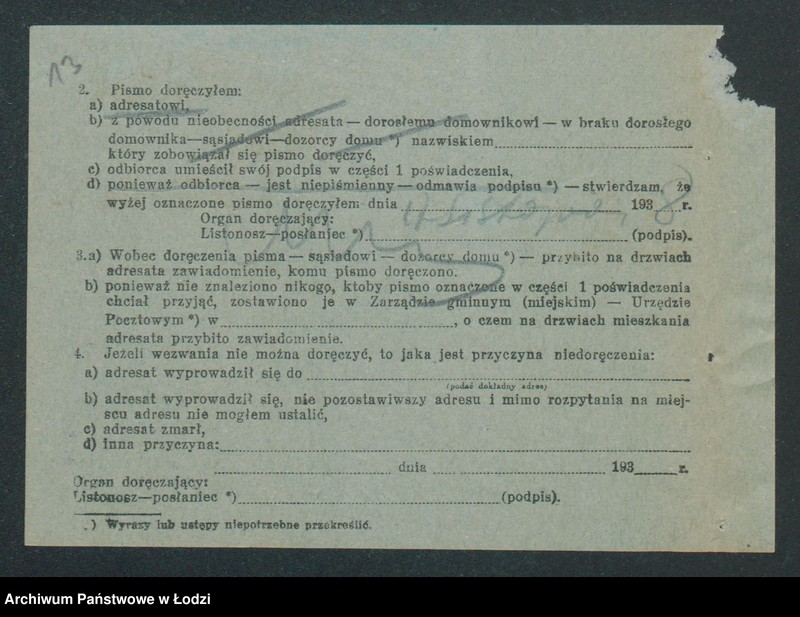 13
2. Pismo doręczyłem:
a) adresatowi,
b) z powodu nieobecności adresata — dorosłemu domownikowi — w braku dorosłego
domownika—sąsiadowi—dozorcy domu *) nazwiskiem
który zobowiązał się pismo doręczyć,
c) odbiorca umieścił swój podpis w części 1 poświadczenia,
d) ponieważ odbiorca — jest niepiśmienny — odmawia podpisu *) — stwierdzam, że
wyżej oznaczone pismo doręczyłem dnia 193 8 r.
Organ doręczający:
Listonosz—posłaniec *) (podpis).
3.a) Wobec doręczenia pisma — sąsiadowi — dozorcy domu *) — przybito na drzwiach
adresata zawiadomienie, komu pismo doręczono.
b) ponieważ nie znaleziono nikogo, ktoby pismo oznaczone w części 1 poświadczenia
chciał przyjąć, zostawiono je w Zarządzie gminnym (miejskim) — Urzędzie
Pocztowym *) w , o czem na drzwiach mieszkania
adresata przybito zawiadomienie.
4. Jeżeli wezwania nie można doręczyć, to jaka jest przyczyna niedoręczenia:
a) adresat wyprowadził się do
(podać dokładny adres)
b) adresat wyprowadził się, nie pozostawiwszy adresu i mimo rozpytania na miej-
scu adresu nie mogłem ustalić,
c) adresat zmarł,
d) inna przyczyna:
dnia 193 r.
Organ doręczający:
Listonosz—posłaniec *) (podpis).
*) Wyrazy lub ustępy niepotrzebne przekreślić.
Archiwum Państwowe w Łodzi